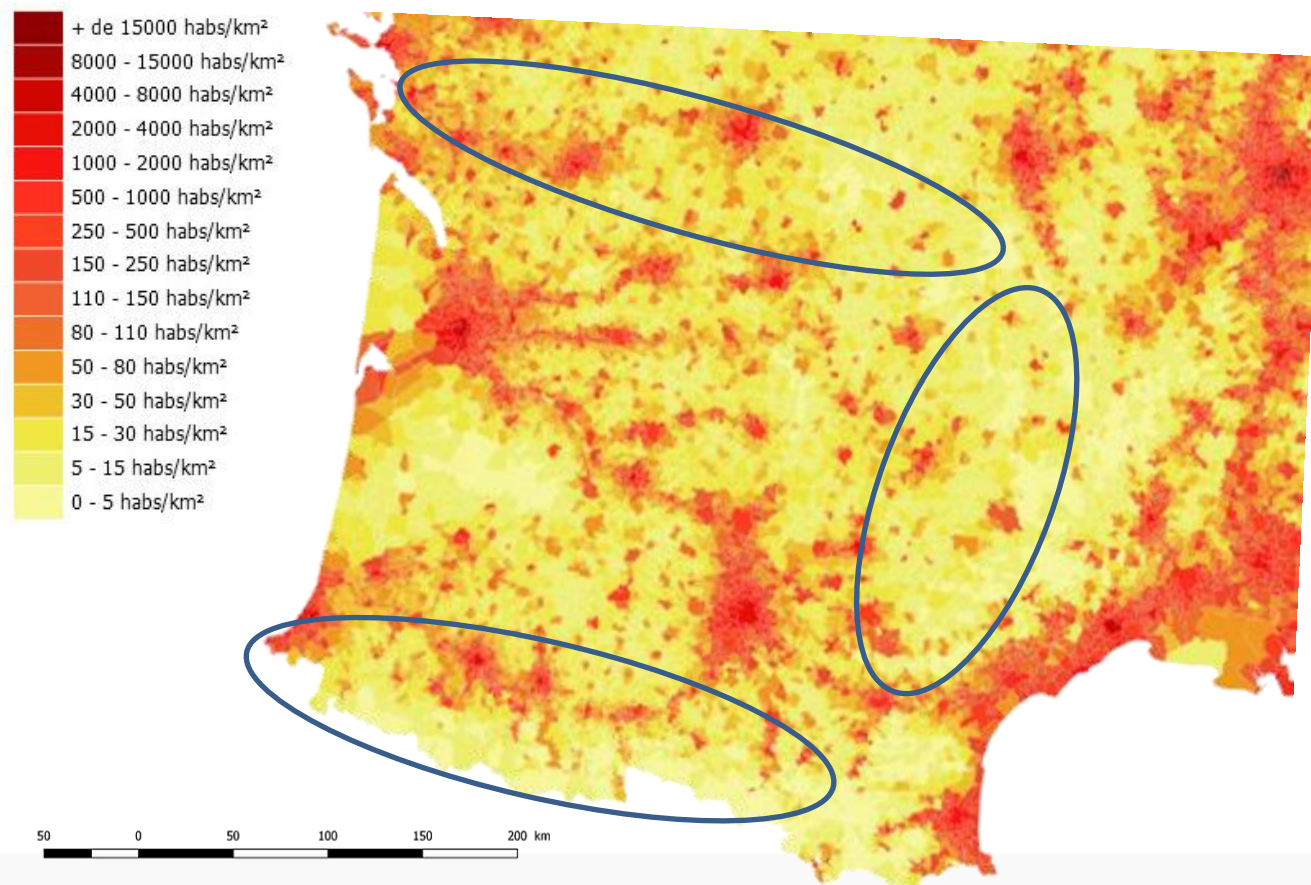 + de 15000 habs/km²
8000 - 15000 habs/km²
4000 - 8000 habs/km²
2000 - 4000 habs/km²
1000 - 2000 habs/km²
500 - 1000 habs/km²
250 - 500 habs/km²
150 - 250 habs/km²
110 - 150 habs/km²
80 - 110 habs/km²
50 - 80 habs/km²
30 - 50 habs/km²
15 - 30 habs/km²
5 - 15 habs/km²
0 - 5 habs/km²
50 0 50 100 150 200 km